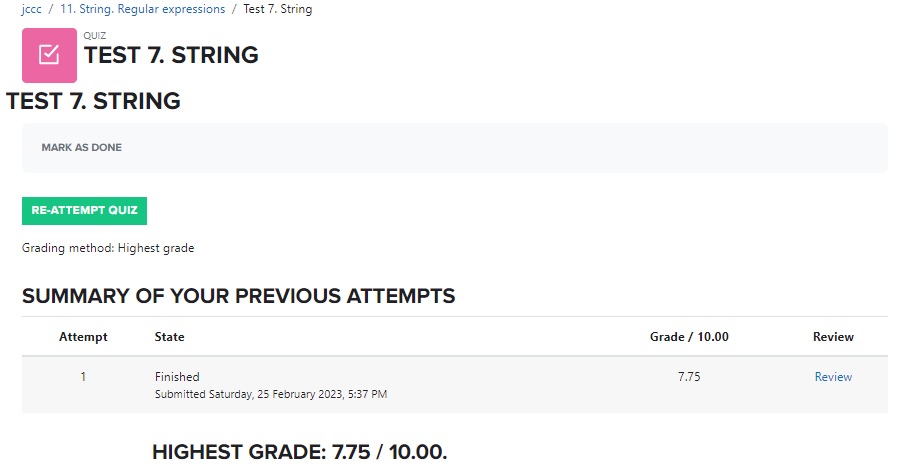 jccc / 11. String. Regular expressions / Test 7. String
QUIZ
TEST 7. STRING
TEST 7. STRING
MARK AS DONE
RE-ATTEMPT QUIZ
Grading method: Highest grade
SUMMARY OF YOUR PREVIOUS ATTEMPTS
Attempt State Grade / 10.00 Review
1 Finished 7.75 Review
Submitted Saturday, 25 February 2023, 5:37 PM
HIGHEST GRADE: 7.75 / 10.00.